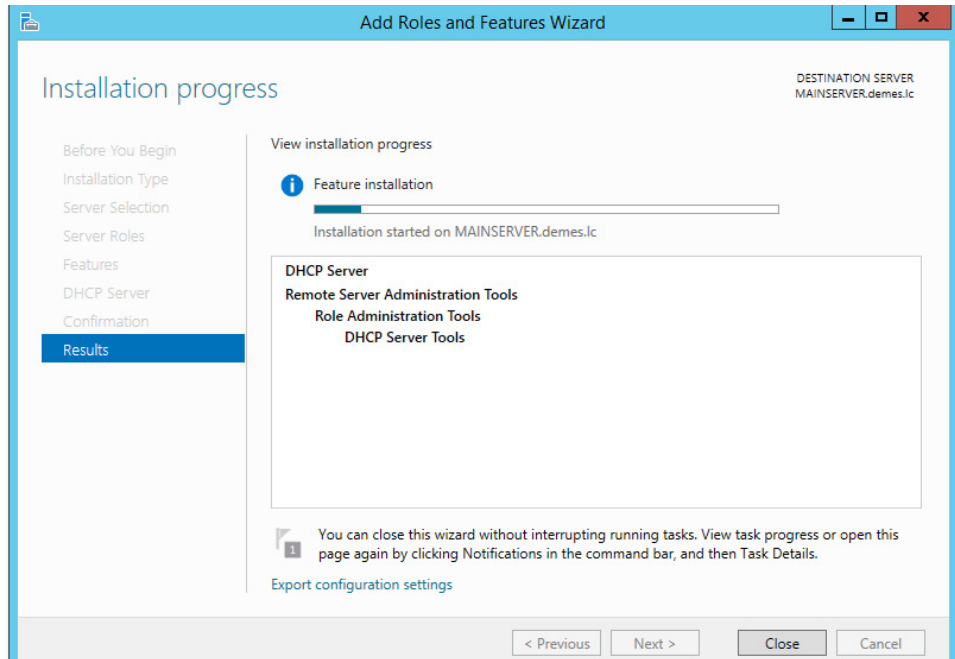 Add Roles and Features Wizard
Installation progress
DESTINATION SERVER
MAINSERVER.demes.lc
Before You Begin
Installation Type
Server Selection
Server Roles
Features
DHCP Server
Confirmation
Results
View installation progress
Feature installation
Installation started on MAINSERVER.demes.lc
DHCP Server
Remote Server Administration Tools
Role Administration Tools
DHCP Server Tools
1
You can close this wizard without interrupting running tasks. View task progress or open this
page again by clicking Notifications in the command bar, and then Task Details.
Export configuration settings
< Previous
Next >
Close
Cancel